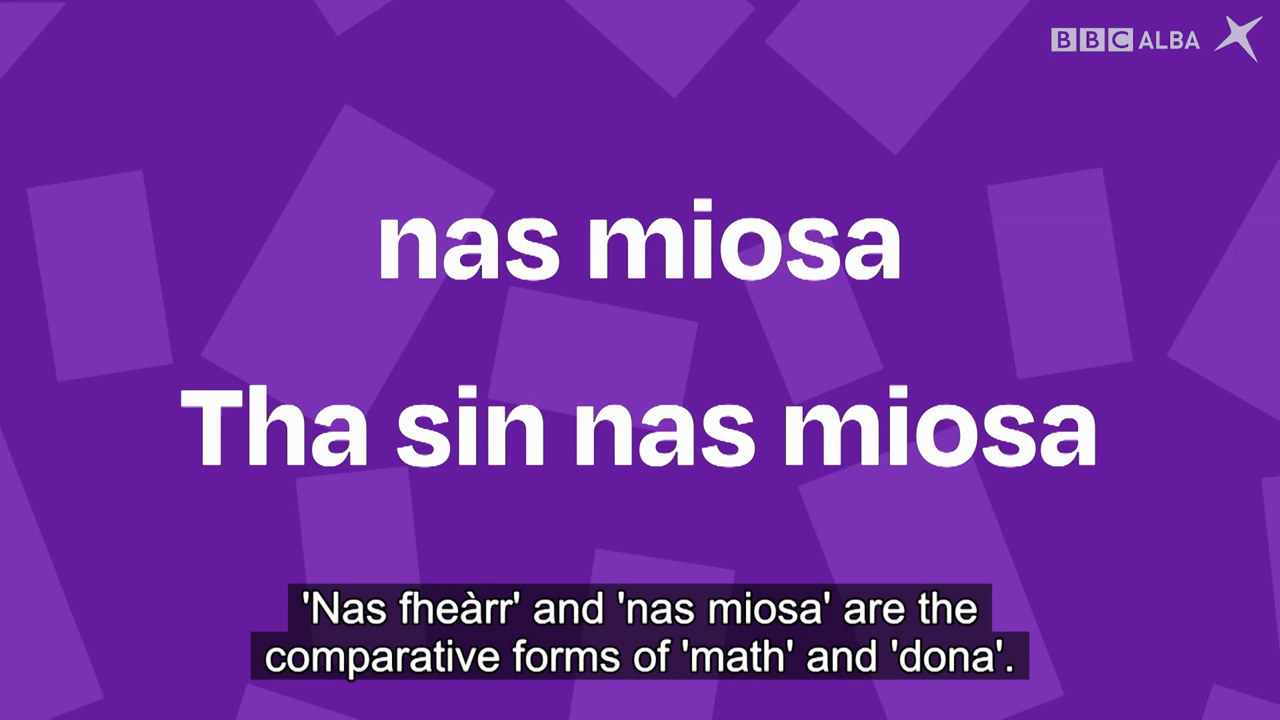 BBC ALBA
nas miosa
Tha sin nas miosa
'Nas fheàrr' and 'nas miosa' are the
comparative forms of 'math' and 'dona'.